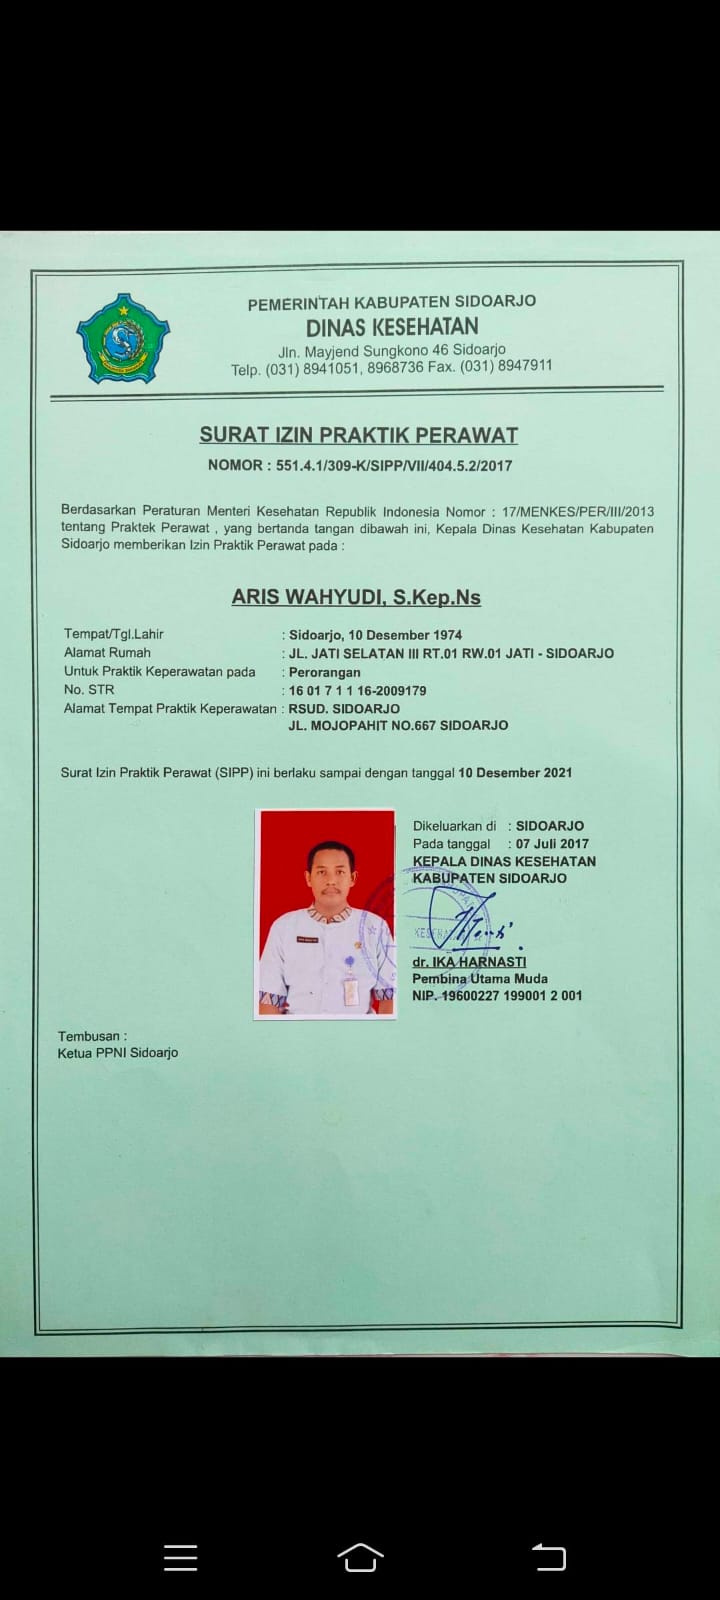 PEMERINTAH KABUPATEN SIDOARJO
DINAS KESEHATAN
Jln. Mayjend Sungkono 46 Sidoarjo
Telp. (031) 8941051, 8968736 Fax. (031) 8947911
SURAT IZIN PRAKTIK PERAWAT
NOMOR : 551.4.1/309-K/SIPP/VII/404.5.2/2017
Berdasarkan Peraturan Menteri Kesehatan Republik Indonesia Nomor : 17/MENKES/PER/III/2013
tentang Praktek Perawat , yang bertanda tangan dibawah ini, Kepala Dinas Kesehatan Kabupaten
Sidoarjo memberikan Izin Praktik Perawat pada :
ARIS WAHYUDI, S.Kep.Ns
Tempat/Tgl.Lahir : Sidoarjo, 10 Desember 1974
Alamat Rumah : JL. JATI SELATAN III RT.01 RW.01 JATI - SIDOARJO
Untuk Praktik Keperawatan pada : Perorangan
No. STR : 16 01 7 1 1 16-2009179
Alamat Tempat Praktik Keperawatan : RSUD. SIDOARJO
JL. MOJOPAHIT NO.667 SIDOARJO
Surat Izin Praktik Perawat (SIPP) ini berlaku sampai dengan tanggal 10 Desember 2021
Dikeluarkan di : SIDOARJO
Pada tanggal : 07 Juli 2017
KEPALA DINAS KESEHATAN
KABUPATEN SIDOARJO
dr. IKA HARNASTI
Pembina Utama Muda
NIP. 19600227 199001 2 001
Tembusan :
Ketua PPNI Sidoarjo